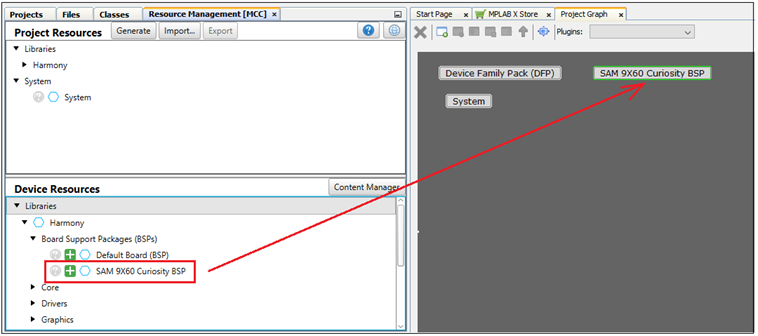 Projects Files Classes Resource Management [MCC] ×
Project Resources Generate Import... Export ?
Libraries
Harmony
System
? System
Device Resources Content Manager
Libraries
Harmony
Board Support Packages (BSPs)
? Default Board (BSP)
? SAM 9X60 Curiosity BSP
Core
Drivers
Graphics
Start Page × MPLAB X Store × Project Graph ×
Plugins:
Device Family Pack (DFP) SAM 9X60 Curiosity BSP
System